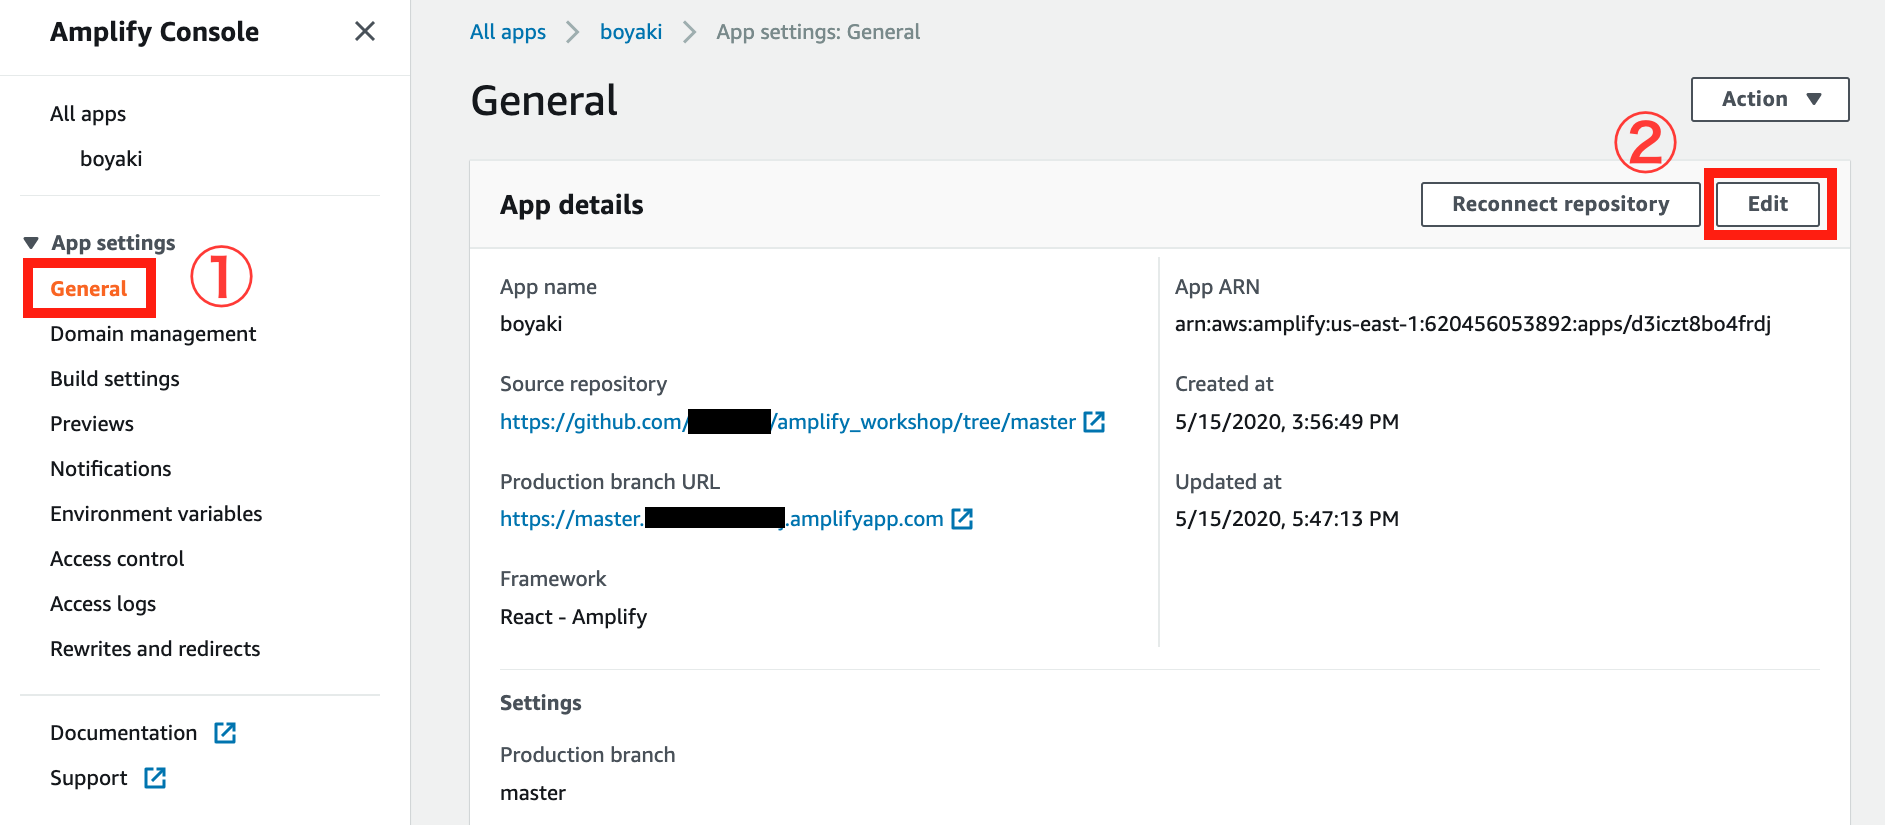 Amplify Console
All apps
boyaki
App settings
General
①
Domain management
Build settings
Previews
Notifications
Environment variables
Access control
Access logs
Rewrites and redirects
Documentation
Support
All apps
boyaki
App settings: General
General
Action
②
App details
Reconnect repository
Edit
App name
boyaki
Source repository
https://github.com/ /amplify_workshop/tree/master
Production branch URL
https://master. .amplifyapp.com
Framework
React - Amplify
App ARN
arn:aws:amplify:us-east-1:620456053892:apps/d3iczt8bo4frdj
Created at
5/15/2020, 3:56:49 PM
Updated at
5/15/2020, 5:47:13 PM
Settings
Production branch
master